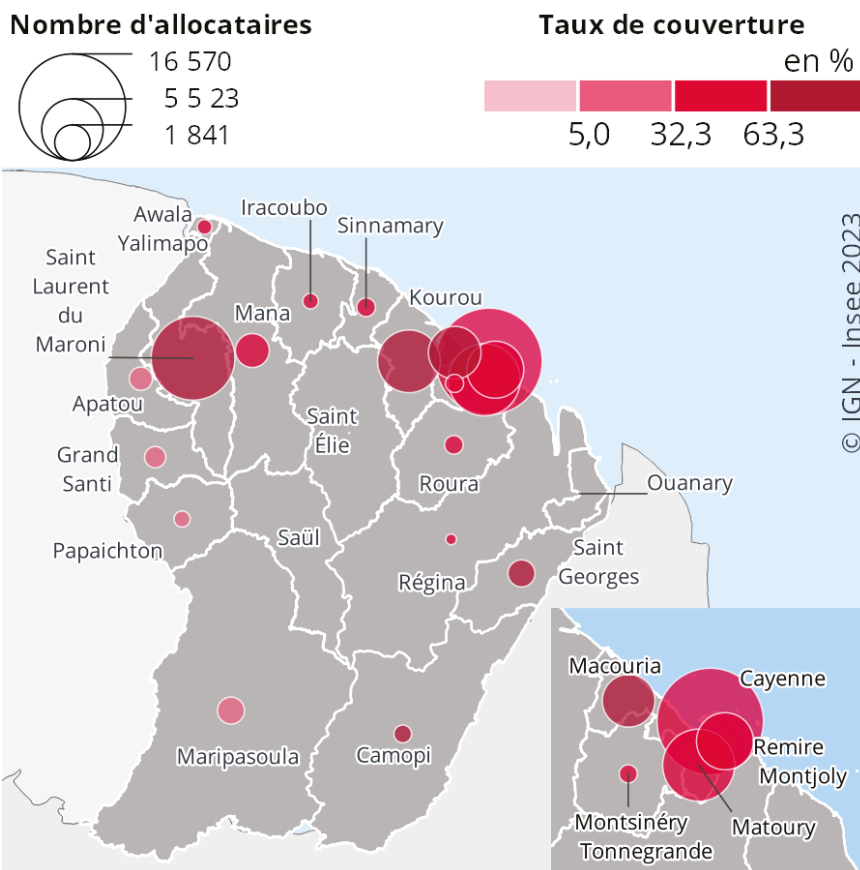 Nombre d'allocataires
16 570
5 5 23
1 841
Taux de couverture
en %
5,0 32,3 63,3
© IGN - Insee 2023
Awala
Yalimapo
Iracoubo
Sinnamary
Saint
Laurent
du
Maroni
Mana
Kourou
Apatou
Saint
Élie
Grand
Santi
Roura
Ouanary
Papaichton
Saül
Régina
Saint
Georges
Maripasoula
Camopi
Macouria
Cayenne
Remire
Montjoly
Montsinéry
Tonnegrande
Matoury